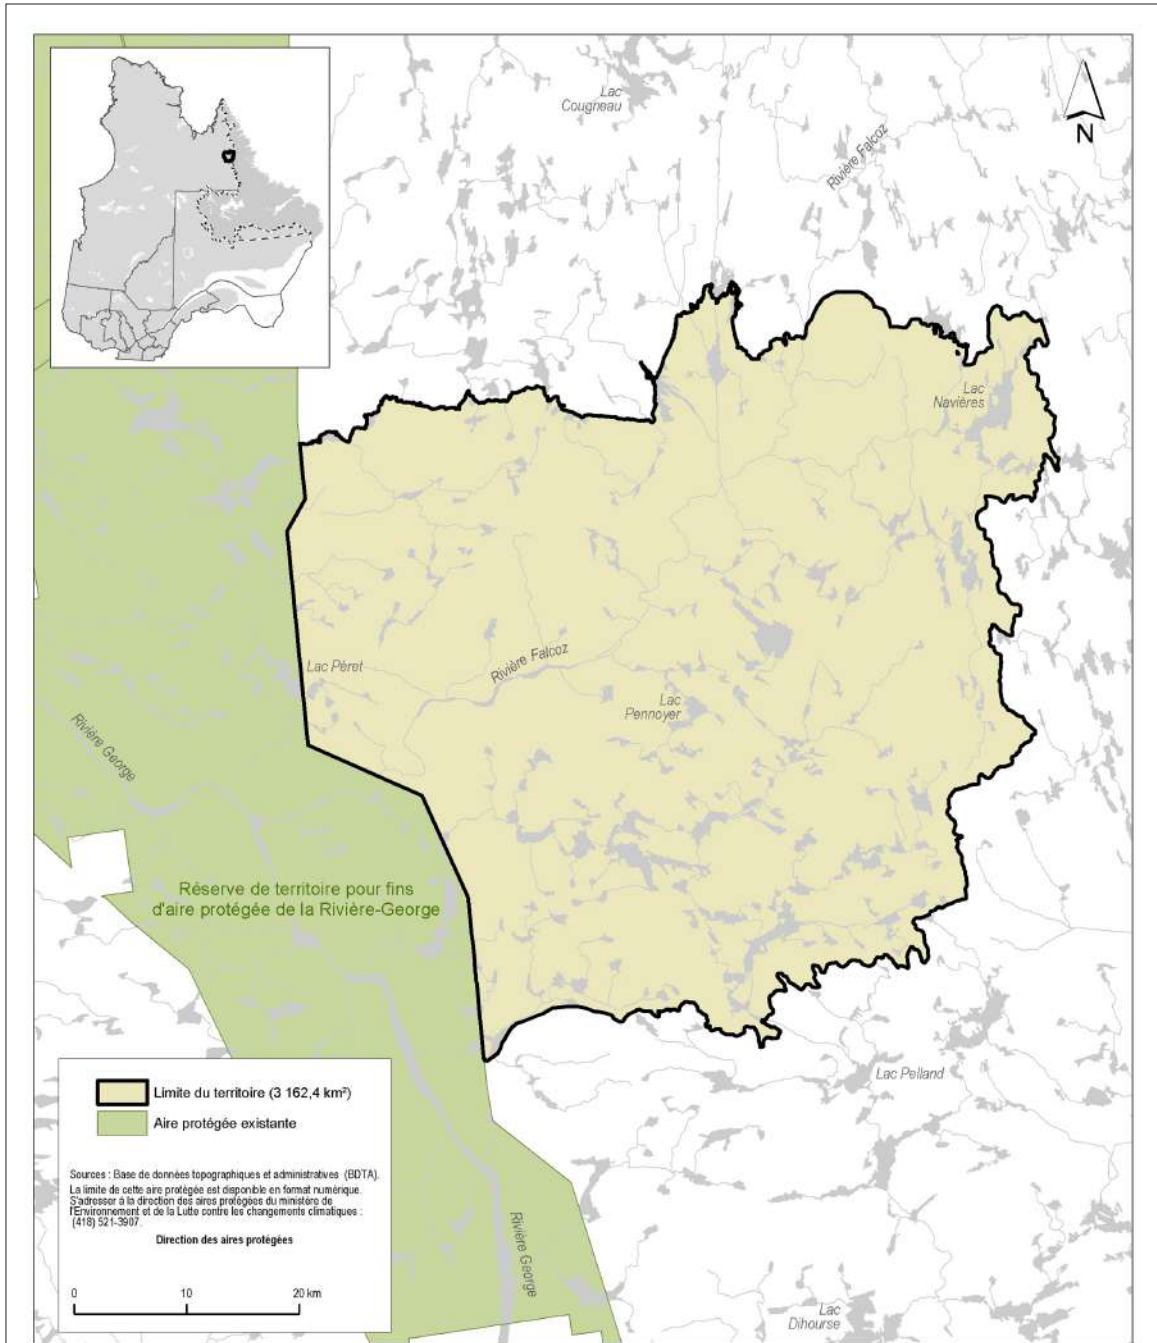 Lac
Cougneau
Rivière Falcoz
N
Lac
Navières
Lac Péret
Rivière Falcoz
Lac
Pennoyer
Rivière George
Réserve de territoire pour fins
d'aire protégée de la Rivière-George
Lac Pelland
Limite du territoire (3 162,4 km²)
Aire protégée existante
Sources : Base de données topographiques et administratives (BDTA).
La limite de cette aire protégée est disponible en format numérique.
S'adresser à la direction des aires protégées du ministère de
l'Environnement et de la Lutte contre les changements climatiques :
(418) 521-3907.
Direction des aires protégées
0 10 20 km
Rivière George
Lac
Dihourse